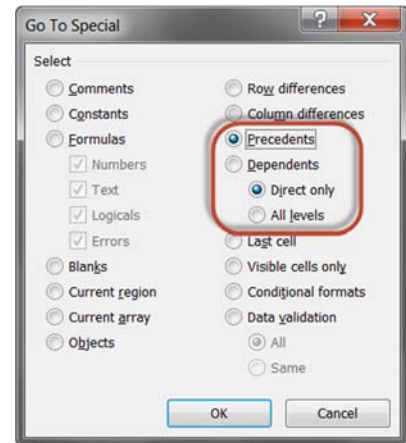 Go To Special
Select
Comments
Constants
Formulas
Numbers
Text
Logicals
Errors
Blanks
Current region
Current array
Objects
Row differences
Column differences
Precedents
Dependents
Direct only
All levels
Last cell
Visible cells only
Conditional formats
Data validation
All
Same
OK
Cancel